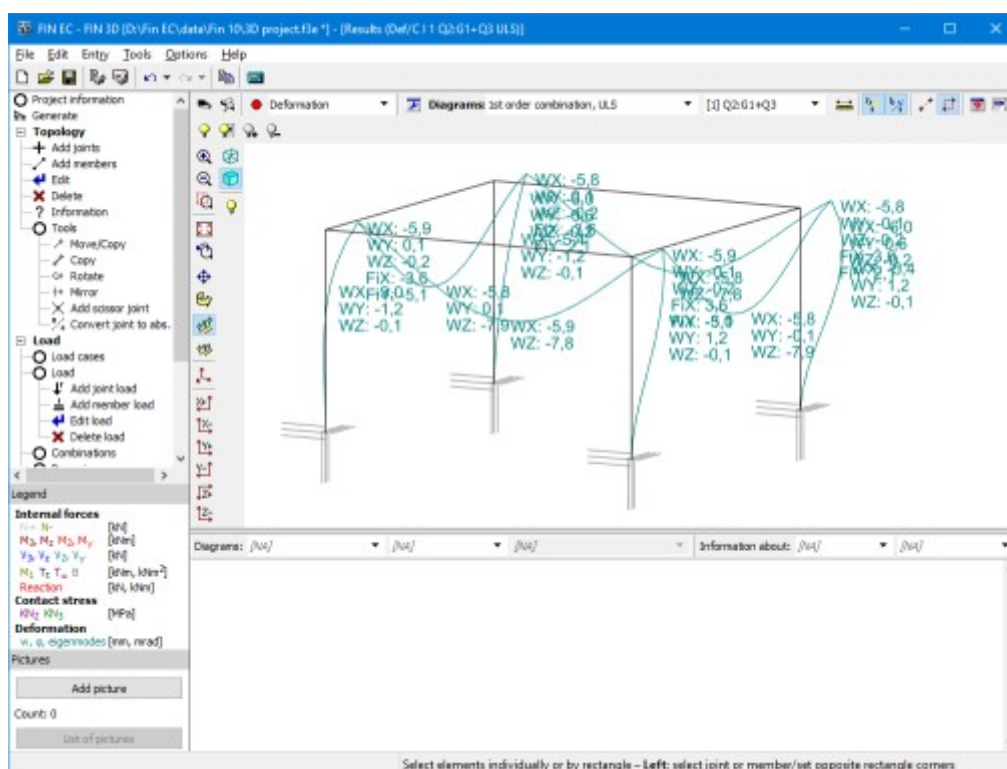 FIN EC - FIN 3D [D:\Fin EC\data\Fin 10\3D project.f3e *] - [Results (Def/C I 1 Q2:G1+Q3 ULS)]
File Edit Entry Tools Options Help
Project information
Generate
Topology
Add joints
Add members
Edit
Delete
Information
Tools
Move/Copy
Copy
Rotate
Mirror
Add scissor joint
Convert joint to abs.
Load
Load cases
Load
Add joint load
Add member load
Edit load
Delete load
Combinations
Deformation
Diagrams: 1st order combination, ULS
[1] Q2:G1+Q3
WX: -5,8
WX: -5,9
WY: 0,1
WZ: -0,2
FiX: -3,6
WY: -1,2
WZ: -0,1
WX: -5,8
WY: 0,1
WZ: -7,9
WX: -5,9
WZ: -7,8
WY: -1,2
WZ: -0,1
WX: -5,9
FiX: 3,6
WY: 1,2
WZ: -0,1
WX: -5,8
WY: -0,1
WZ: -7,9
WX: -5,8
WY: 1,2
WZ: -0,1
Legend
Internal forces
[kN]
[kNm]
[kN]
[kNm, kNm²]
Reaction [kN, kNm]
Contact stress
[MPa]
Deformation
w, φ, eigenmodes [mm, mrad]
Pictures
Add picture
Count: 0
List of pictures
Diagrams: [NA] [NA] [NA] Information about: [NA] [NA]
Select elements individually or by rectangle – Left: select joint or member/set opposite rectangle corners